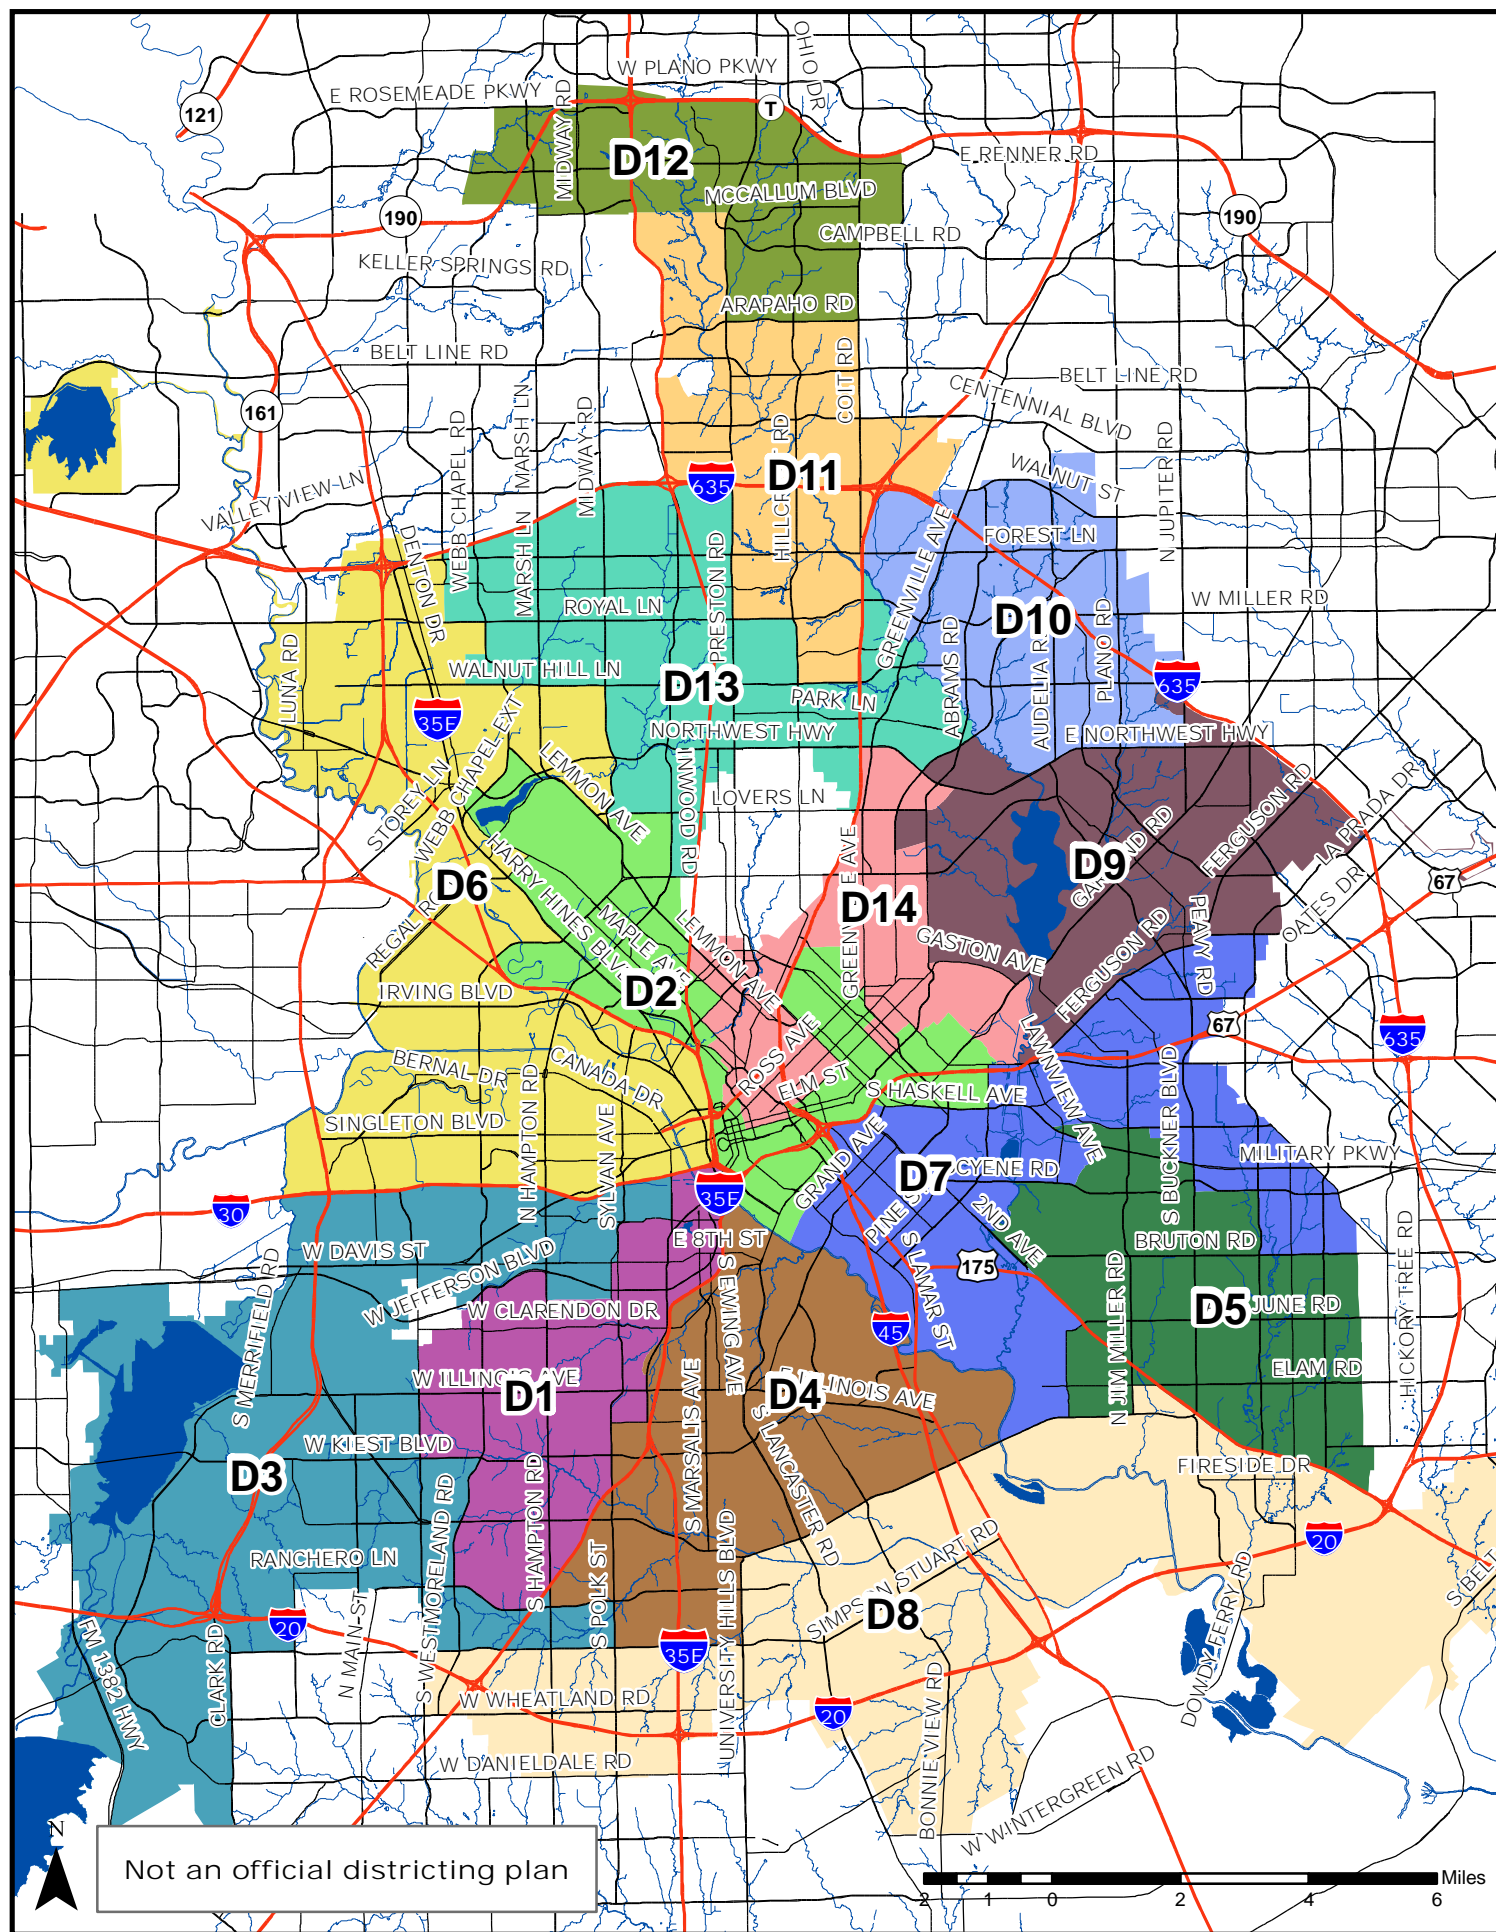 W PLANO PKWY
OHIO DR
E ROSEMEADE PKWY
MIDWAY RD
121
T
D12
E RENNER RD
MCCALLUM BLVD
190
190
CAMPBELL RD
KELLER SPRINGS RD
ARAPAHO RD
BELT LINE RD
COIT RD
BELT LINE RD
CENTENNIAL BLVD
161
WEBB CHAPEL RD
MARSH LN
MIDWAY RD
N JUPITER RD
D11
635
WALNUT ST
VALLEY VIEW LN
DENTON DR
MARSH LN
PRESTON RD
GREENVILLE AVE
FOREST LN
ROYAL LN
W MILLER RD
D10
PLANO RD
ABRAMS RD
LUNA RD
WALNUT HILL LN
D13
PARK LN
635
35E
NORTHWEST HWY
E NORTHWEST HWY
STOREY LN
WEBB CHAPEL EXT
LEMMON AVE
INWOOD RD
LOVERS LN
FERGUSON RD
LA PRADA DR
HARRY HINES BLVD
D6
D14
D9
67
OATES DR
PEAVY RD
MAPLE AVE
LEMMON AVE
GASTON AVE
FERGUSON RD
IRVING BLVD
D2
67
635
BERNAL DR
CANADA DR
ROSS AVE
ELM ST
S HASKELL AVE
LAWNVIEW AVE
S BUCKNER BLVD
SINGLETON BLVD
N HAMPTON RD
SYLVAN AVE
GRAND AVE
D7
MILITARY PKWY
30
35E
2ND AVE
W DAVIS ST
E 8TH ST
BRUTON RD
W JEFFERSON BLVD
S LAMAR ST
175
S MERRIFIELD RD
W CLARENDON DR
S EWING AVE
45
N JIM MILLER RD
D5
JUNE RD
HICKORY TREE RD
ELAM RD
D1
D4
S MARSALIS AVE
W KIEST BLVD
D3
S LANCASTER RD
FIRESIDE DR
S WESTMORELAND RD
S HAMPTON RD
20
RANCHERO LN
S POLK ST
UNIVERSITY HILLS BLVD
D8
DOWDY FERRY RD
20
FM 1382 HWY
CLARK RD
N MAIN ST
35E
W WHEATLAND RD
20
BONNIE VIEW RD
W DANIELDALE RD
W WINTERGREEN RD
N
Not an official districting plan
Miles
2 1 0 2 4 6